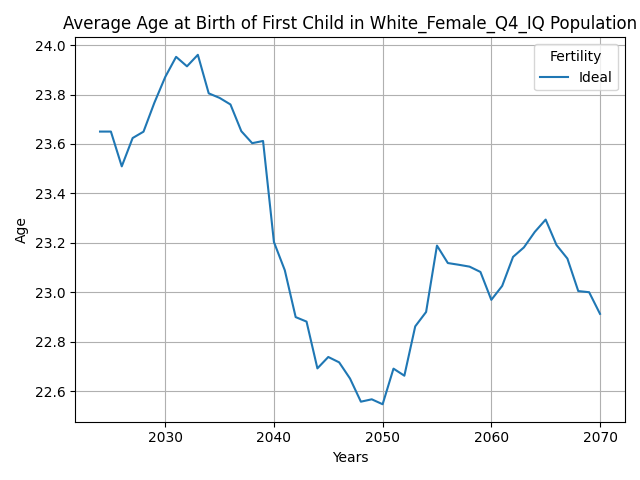 Average Age at Birth of First Child in White_Female_Q4_IQ Population
Fertility
Ideal
24.0
23.8
23.6
23.4
23.2
23.0
22.8
22.6
Age
2030 2040 2050 2060 2070
Years